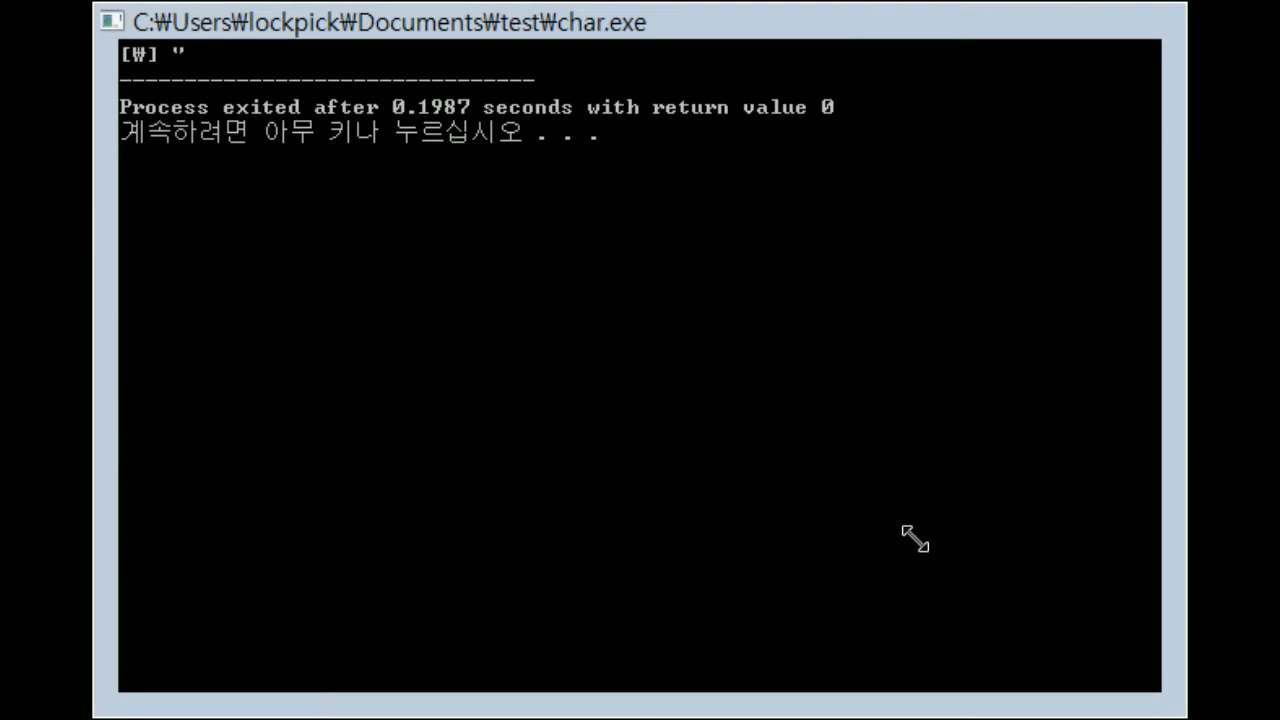 C:₩Users₩lockpick₩Documents₩test₩char.exe
[₩] "
--------------------------------
Process exited after 0.1987 seconds with return value 0
계속하려면 아무 키나 누르십시오 . . .